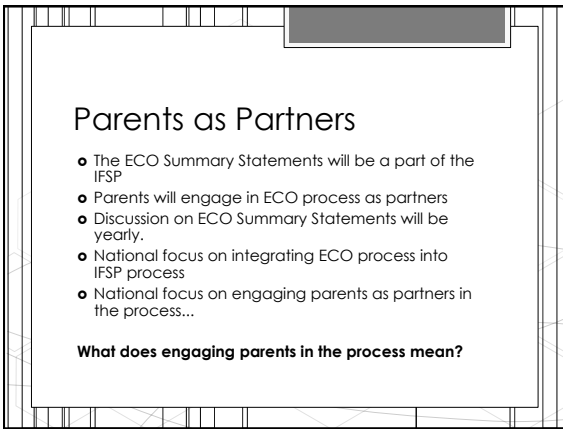 Parents as Partners
The ECO Summary Statements will be a part of the
IFSP
Parents will engage in ECO process as partners
Discussion on ECO Summary Statements will be
yearly.
National focus on integrating ECO process into
IFSP process
National focus on engaging parents as partners in
the process...
What does engaging parents in the process mean?